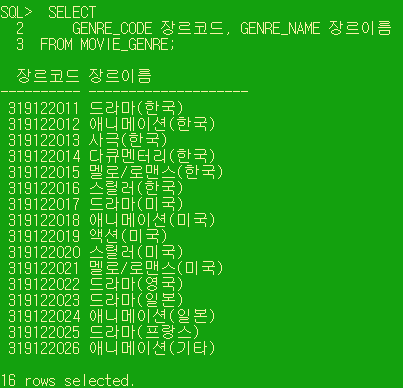 SQL> SELECT
2 GENRE_CODE 장르코드, GENRE_NAME 장르이름
3 FROM MOVIE_GENRE;
장르코드 장르이름
---------- --------------------
319122011 드라마(한국)
319122012 애니메이션(한국)
319122013 사극(한국)
319122014 다큐멘터리(한국)
319122015 멜로/로맨스(한국)
319122016 스릴러(한국)
319122017 드라마(미국)
319122018 애니메이션(미국)
319122019 액션(미국)
319122020 스릴러(미국)
319122021 멜로/로맨스(미국)
319122022 드라마(영국)
319122023 드라마(일본)
319122024 애니메이션(일본)
319122025 드라마(프랑스)
319122026 애니메이션(기타)
16 rows selected.